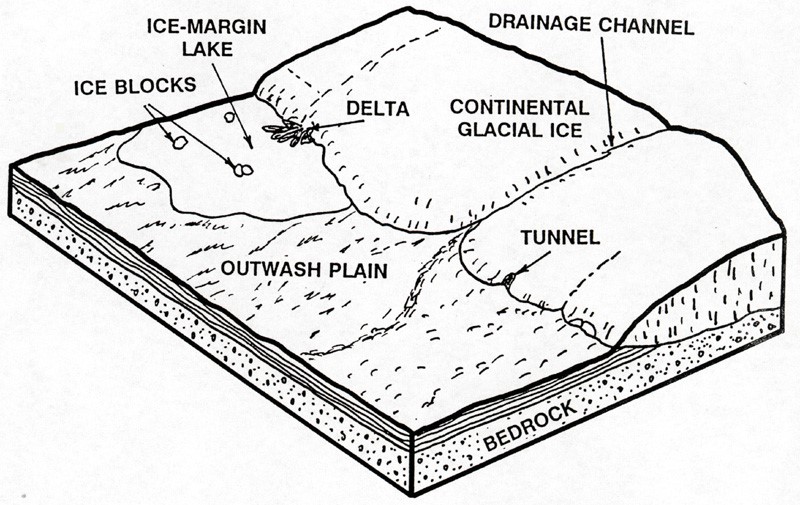 ICE-MARGIN
LAKE
DRAINAGE CHANNEL
ICE BLOCKS
DELTA
CONTINENTAL
GLACIAL ICE
TUNNEL
OUTWASH PLAIN
BEDROCK